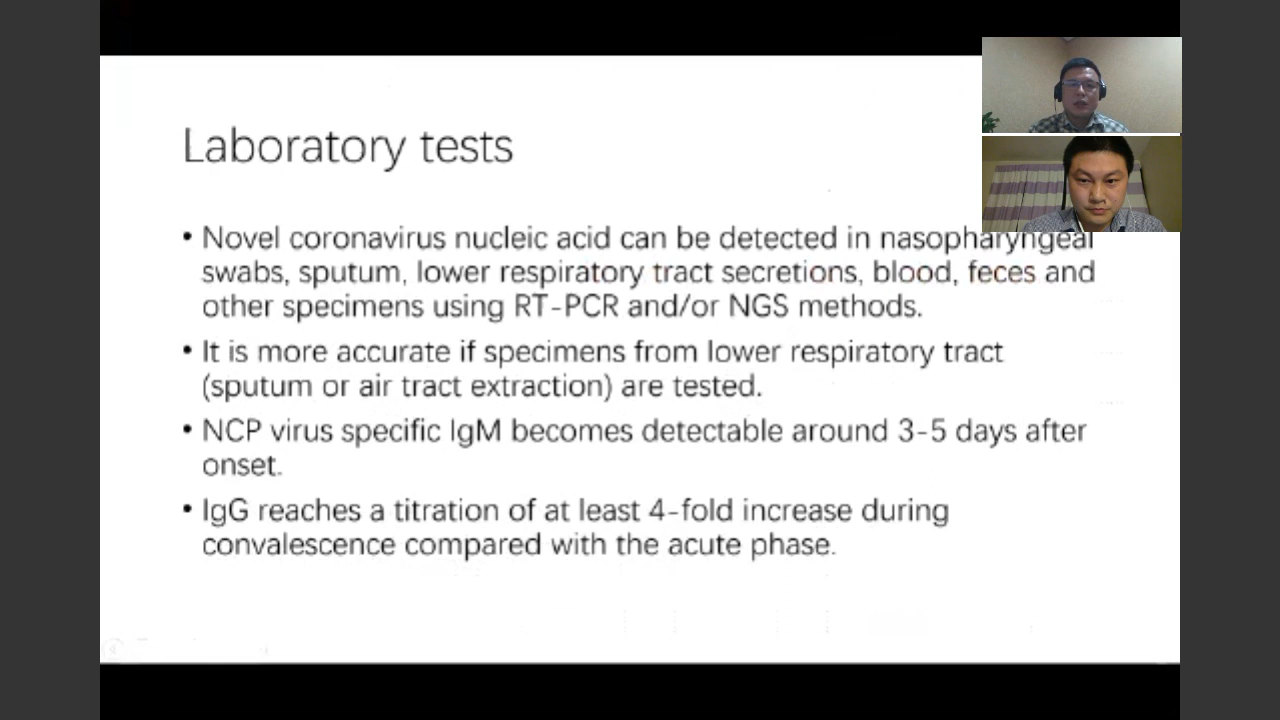 Laboratory tests
• Novel coronavirus nucleic acid can be detected in nasopharyngeal
swabs, sputum, lower respiratory tract secretions, blood, feces and
other specimens using RT-PCR and/or NGS methods.
• It is more accurate if specimens from lower respiratory tract
(sputum or air tract extraction) are tested.
• NCP virus specific IgM becomes detectable around 3-5 days after
onset.
• IgG reaches a titration of at least 4-fold increase during
convalescence compared with the acute phase.